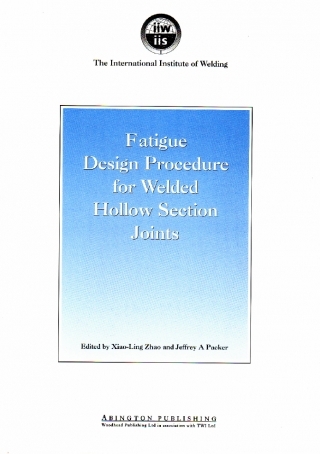 iiw
iis
The International Institute of Welding
Fatigue
Design Procedure
for Welded
Hollow Section
Joints
Edited by Xiao-Ling Zhao and Jeffrey A Packer
ABINGTON PUBLISHING
Woodhead Publishing Ltd in association with TWI Ltd